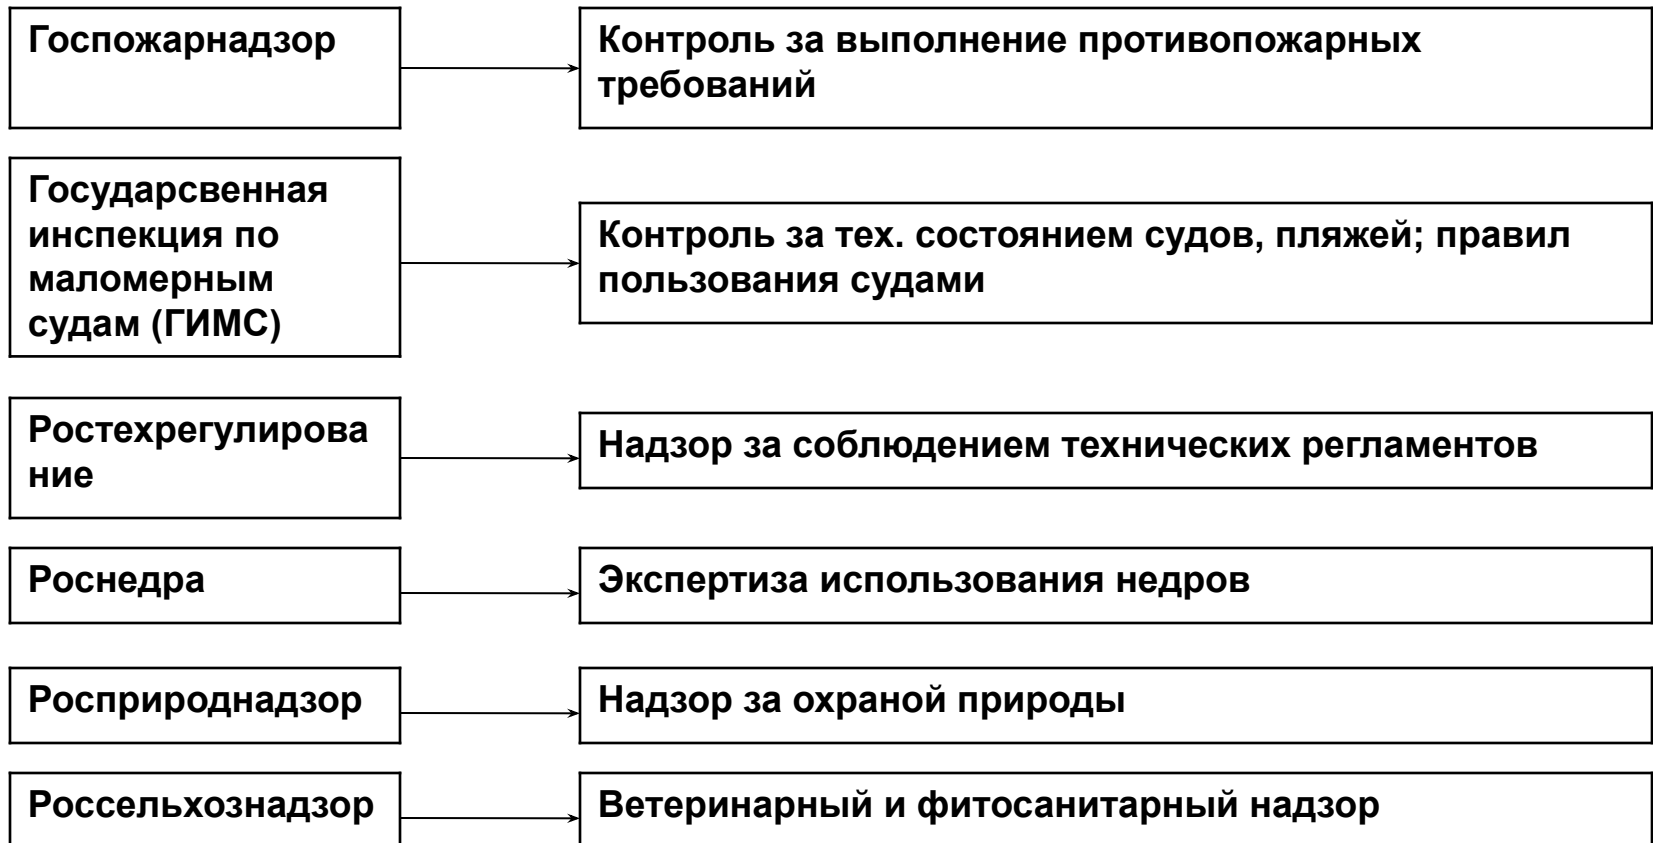 Госпожарнадзор
Контроль за выполнение противопожарных
требований
Государсвенная
инспекция по
маломерным
судам (ГИМС)
Контроль за тех. состоянием судов, пляжей; правил
пользования судами
Ростехрегулирова
ние
Надзор за соблюдением технических регламентов
Роснедра
Экспертиза использования недров
Росприроднадзор
Надзор за охраной природы
Россельхознадзор
Ветеринарный и фитосанитарный надзор